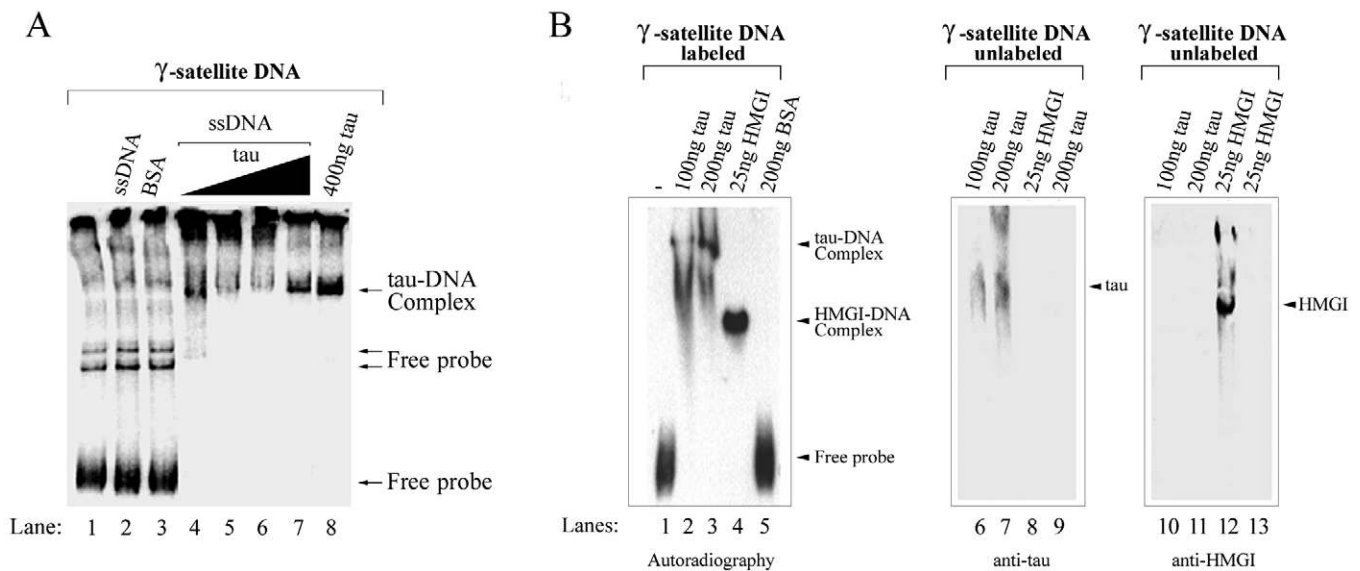 A
γ-satellite DNA
ssDNA
BSA
ssDNA
tau
400ng tau
tau-DNA
Complex
Free probe
Free probe
Lane: 1 2 3 4 5 6 7 8
B
γ-satellite DNA
labeled
-
100ng tau
200ng tau
25ng HMGI
200ng BSA
tau-DNA
Complex
HMGI-DNA
Complex
Free probe
Lanes: 1 2 3 4 5
Autoradiography
γ-satellite DNA
unlabeled
100ng tau
200ng tau
25ng HMGI
200ng tau
tau
6 7 8 9
anti-tau
γ-satellite DNA
unlabeled
100ng tau
200ng tau
25ng HMGI
25ng HMGI
HMGI
10 11 12 13
anti-HMGI